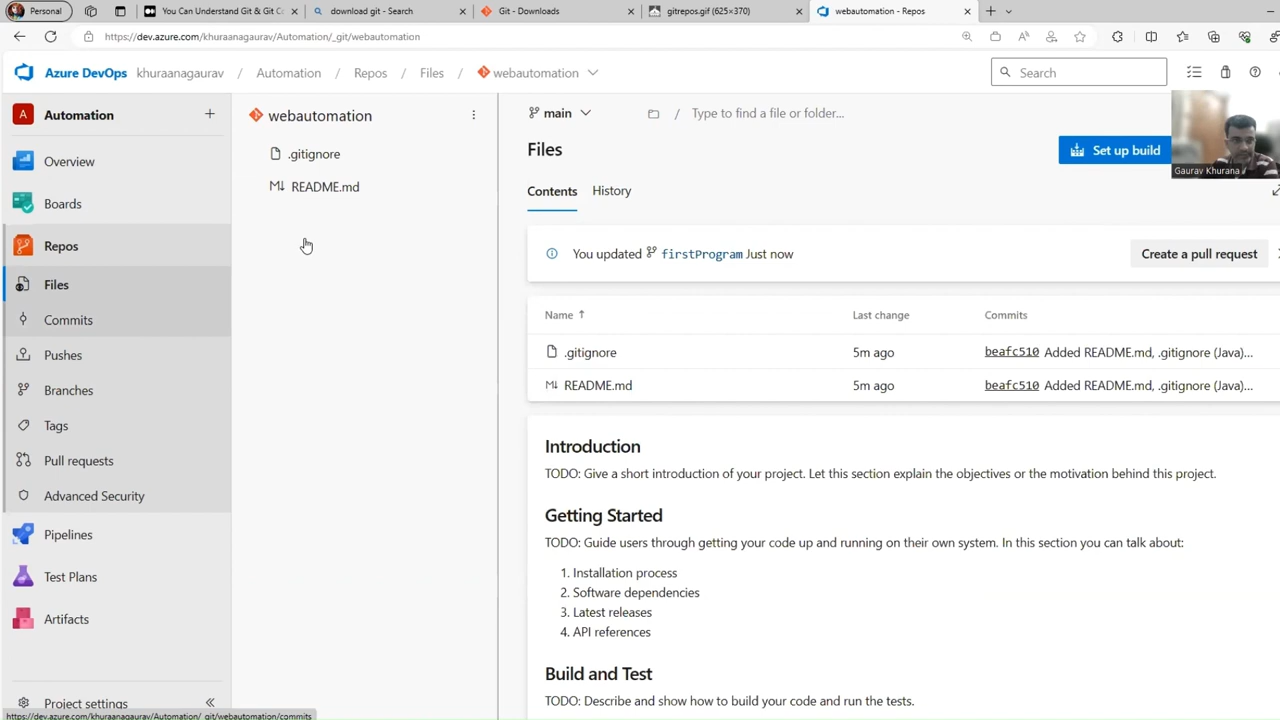 Personal
You Can Understand Git & Git C
download git - Search
Git - Downloads
gitrepos.gif (625×370)
webautomation - Repos
https://dev.azure.com/khuraanagaurav/Automation/_git/webautomation
Azure DevOps
khuraanagaurav / Automation / Repos / Files / webautomation
Search
A Automation
Overview
Boards
Repos
Files
Commits
Pushes
Branches
Tags
Pull requests
Advanced Security
Pipelines
Test Plans
Artifacts
Project settings
https://dev.azure.com/khuraanagaurav/Automation/_git/webautomation/commits
webautomation
.gitignore
README.md
main
/ Type to find a file or folder...
Files
Set up build
Gaurav Khurana
Contents
History
You updated firstProgram Just now
Create a pull request
Name ↑ Last change Commits
.gitignore 5m ago beafc510 Added README.md, .gitignore (Java)...
README.md 5m ago beafc510 Added README.md, .gitignore (Java)...
Introduction
TODO: Give a short introduction of your project. Let this section explain the objectives or the motivation behind this project.
Getting Started
TODO: Guide users through getting your code up and running on their own system. In this section you can talk about:
1. Installation process
2. Software dependencies
3. Latest releases
4. API references
Build and Test
TODO: Describe and show how to build your code and run the tests.